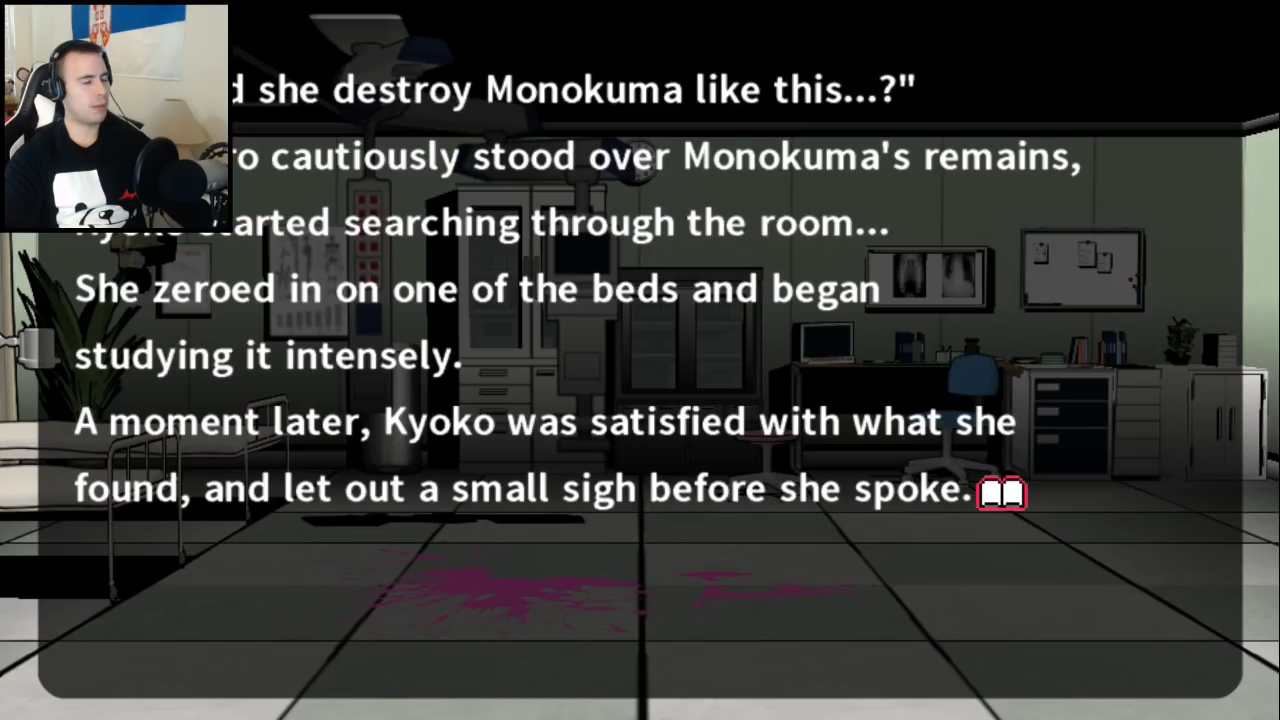 she destroy Monokuma like this...?"
cautiously stood over Monokuma's remains,
searching through the room...
She zeroed in on one of the beds and began
studying it intensely.
A moment later, Kyoko was satisfied with what she
found, and let out a small sigh before she spoke.